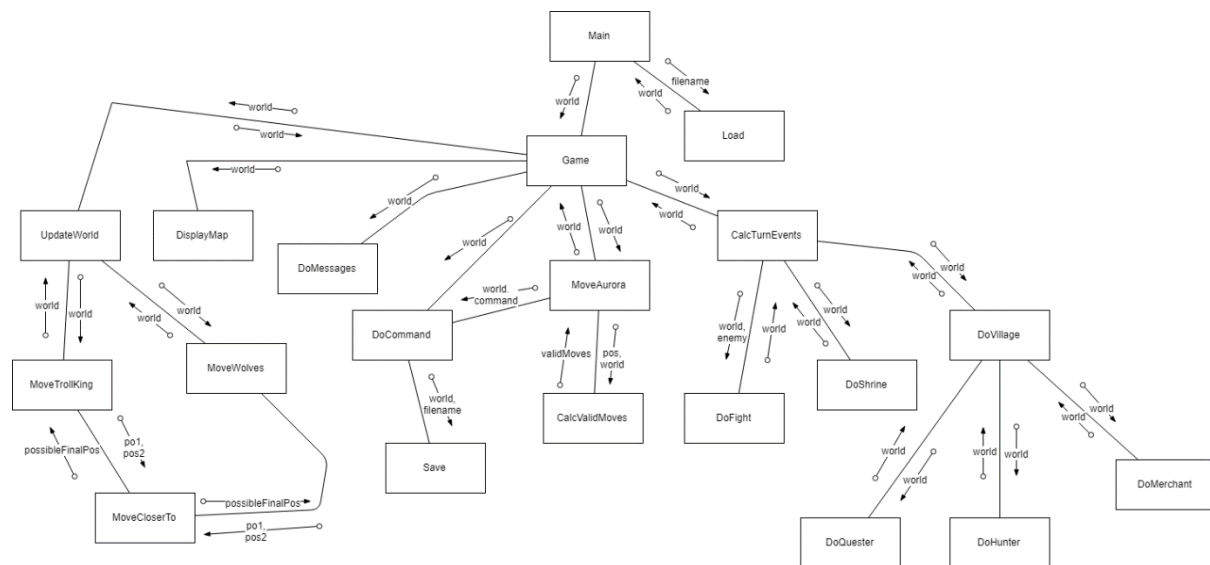 Main
filename
world
world
Load
world
world
Game
world
world
world
world
UpdateWorld
DisplayMap
CalcTurnEvents
world
world
world
DoMessages
MoveAurora
world
world
world
world
world
world
world.
command
DoCommand
world
world
world,
enemy
world
DoVillage
validMoves
pos,
world
MoveTrollKing
MoveWolves
DoShrine
world,
filename
CalcValidMoves
DoFight
world
world
possibleFinalPos
po1,
pos2
world
world
world
world
Save
DoMerchant
MoveCloserTo
possibleFinalPos
po1,
pos2
DoQuester
DoHunter